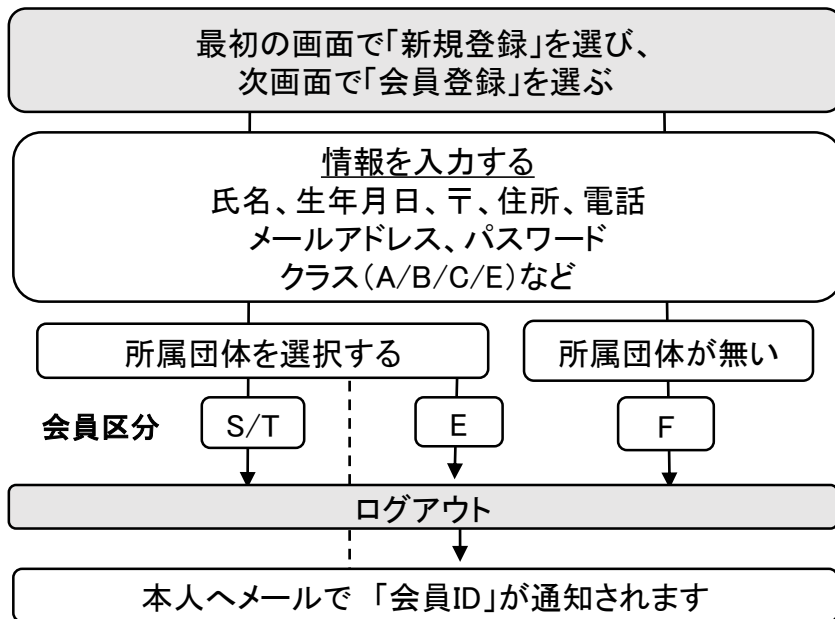 最初の画面で「新規登録」を選び、
次画面で「会員登録」を選ぶ
情報を入力する
氏名、生年月日、〒、住所、電話
メールアドレス、パスワード
クラス(A/B/C/E)など
所属団体を選択する
所属団体が無い
会員区分
S/T
E
F
ログアウト
本人へメールで 「会員ID」が通知されます